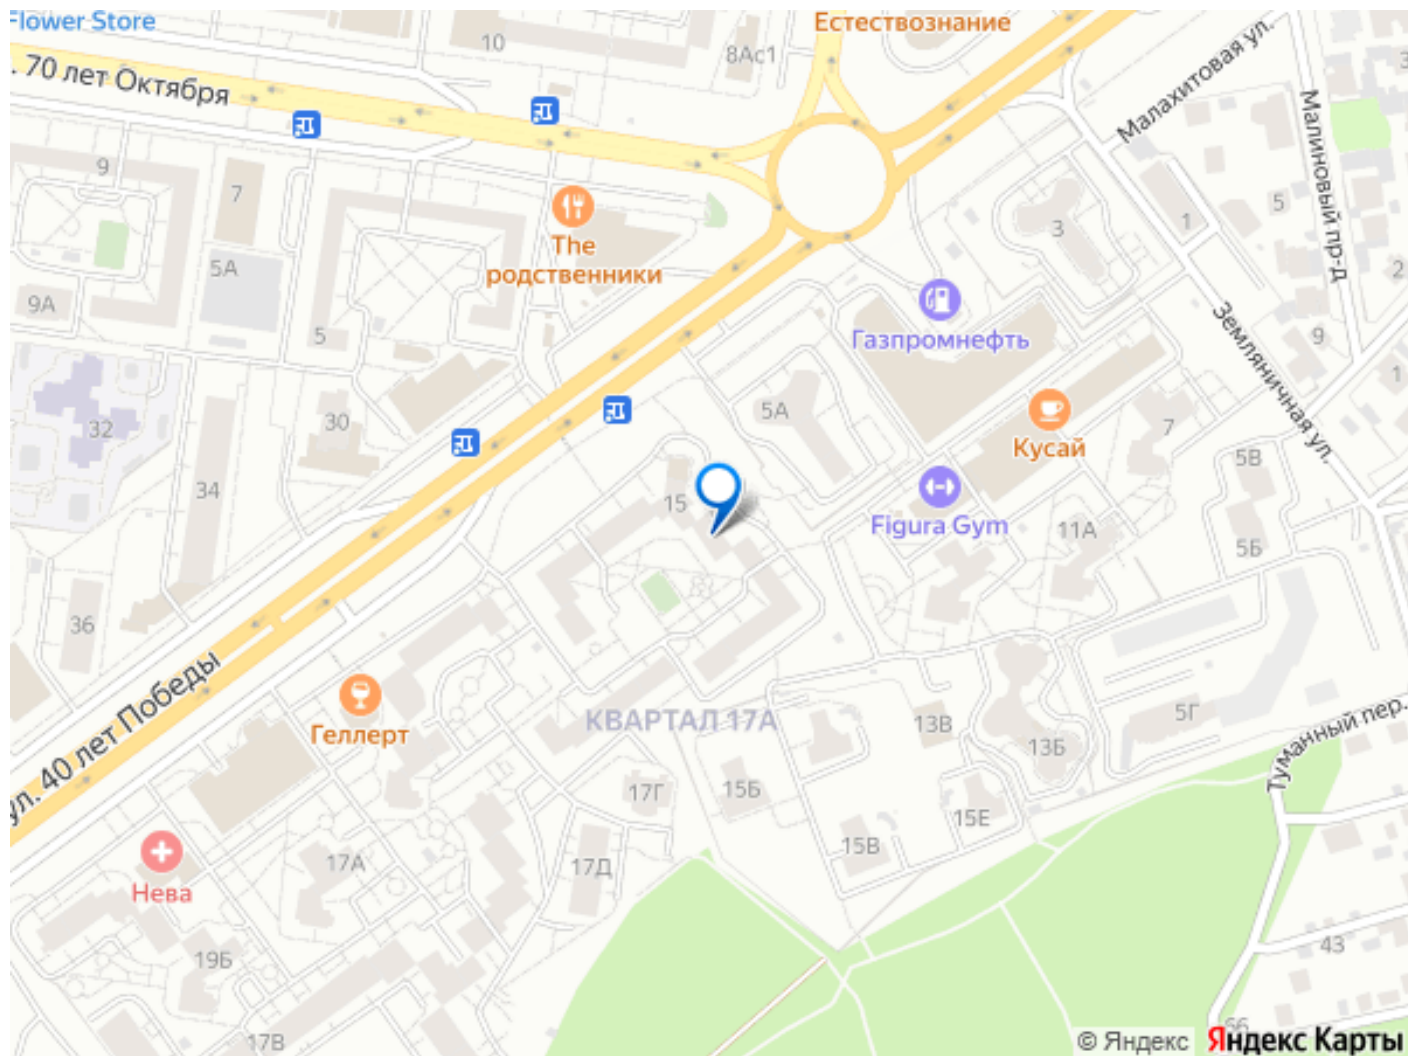 Flower Store
10
Естествознание
8Ас1
. 70 лет Октября
Малахитовая ул.
Малиновый пр-д
9
7
5А
9А
5
The
родственники
3
1
5
2
9
1
Газпромнефть
Земляничная ул.
5А
Кусай
7
32
30
34
36
15
Figura Gym
11А
5В
5Б
ул. 40 лет Победы
Геллерт
КВАРТАЛ 17А
13В
13Б
5Г
Туманный пер.
17Г
15Б
15Е
15В
Нева
17А
17Д
19Б
17В
43
66
© Яндекс
Яндекс Карты